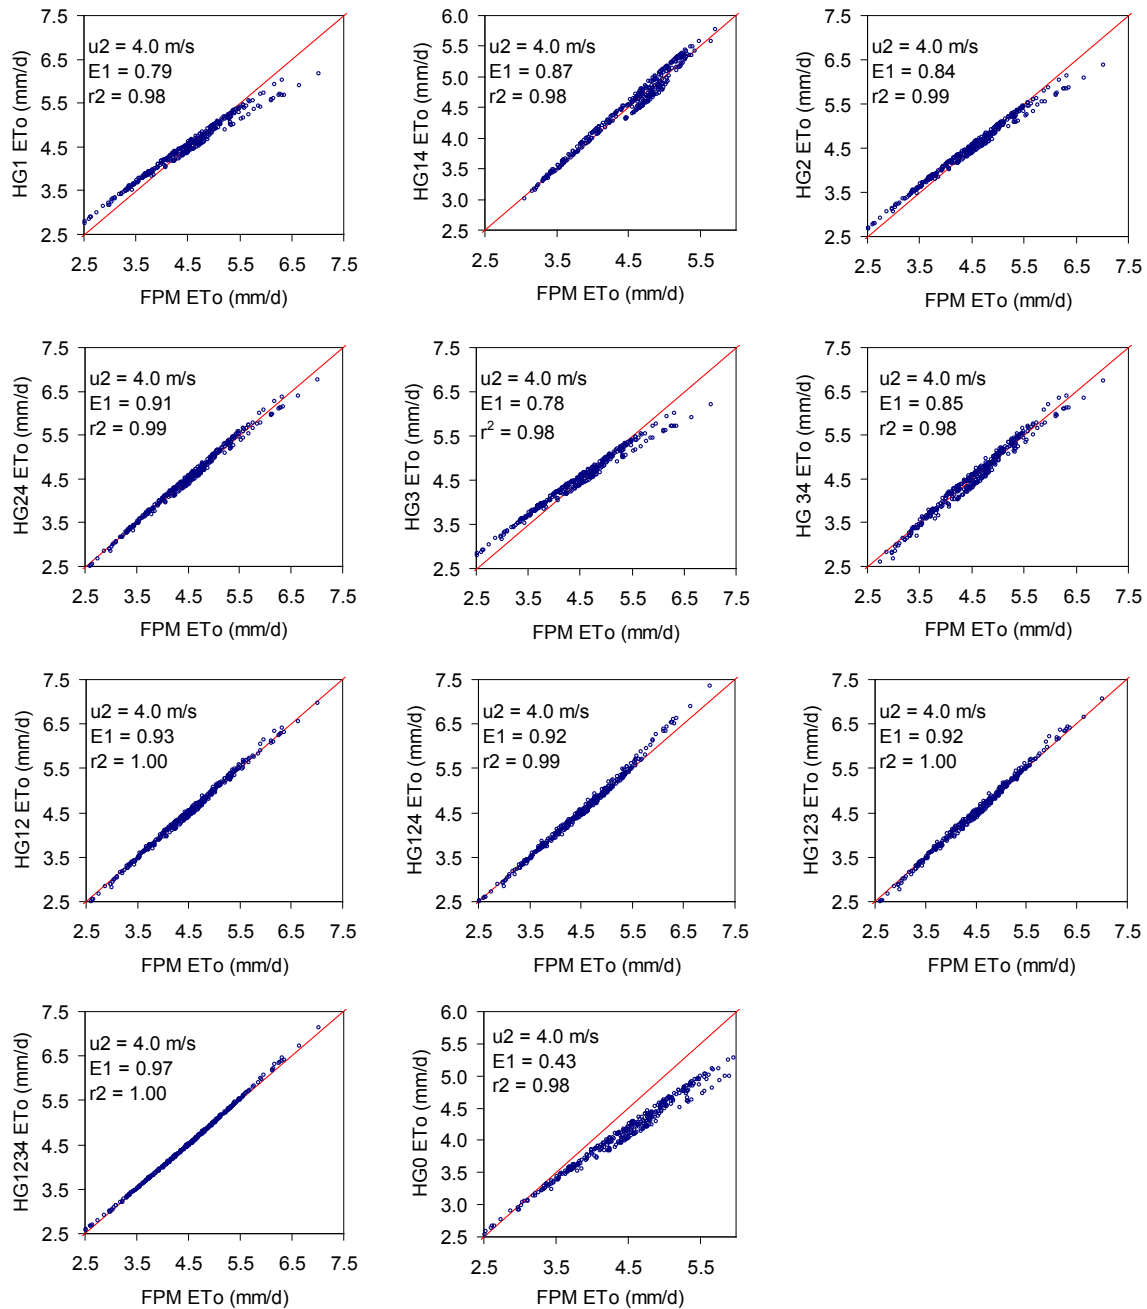 7.5
6.5
5.5
4.5
3.5
2.5
HG1 ETo (mm/d)
u2 = 4.0 m/s
E1 = 0.79
r2 = 0.98
2.5 3.5 4.5 5.5 6.5 7.5
FPM ETo (mm/d)
6.0
5.5
5.0
4.5
4.0
3.5
3.0
2.5
HG14 ETo (mm/d)
u2 = 4.0 m/s
E1 = 0.87
r2 = 0.98
2.5 3.5 4.5 5.5
FPM ETo (mm/d)
7.5
6.5
5.5
4.5
3.5
2.5
HG2 ETo (mm/d)
u2 = 4.0 m/s
E1 = 0.84
r2 = 0.99
2.5 3.5 4.5 5.5 6.5 7.5
FPM ETo (mm/d)
7.5
6.5
5.5
4.5
3.5
2.5
HG24 ETo (mm/d)
u2 = 4.0 m/s
E1 = 0.91
r2 = 0.99
2.5 3.5 4.5 5.5 6.5 7.5
FPM ETo (mm/d)
7.5
6.5
5.5
4.5
3.5
2.5
HG3 ETo (mm/d)
u2 = 4.0 m/s
E1 = 0.78
r² = 0.98
2.5 3.5 4.5 5.5 6.5 7.5
FPM ETo (mm/d)
7.5
6.5
5.5
4.5
3.5
2.5
HG 34 ETo (mm/d)
u2 = 4.0 m/s
E1 = 0.85
r2 = 0.98
2.5 3.5 4.5 5.5 6.5 7.5
FPM ETo (mm/d)
7.5
6.5
5.5
4.5
3.5
2.5
HG12 ETo (mm/d)
u2 = 4.0 m/s
E1 = 0.93
r2 = 1.00
2.5 3.5 4.5 5.5 6.5 7.5
FPM ETo (mm/d)
7.5
6.5
5.5
4.5
3.5
2.5
HG124 ETo (mm/d)
u2 = 4.0 m/s
E1 = 0.92
r2 = 0.99
2.5 3.5 4.5 5.5 6.5 7.5
FPM ETo (mm/d)
7.5
6.5
5.5
4.5
3.5
2.5
HG123 ETo (mm/d)
u2 = 4.0 m/s
E1 = 0.92
r2 = 1.00
2.5 3.5 4.5 5.5 6.5 7.5
FPM ETo (mm/d)
7.5
6.5
5.5
4.5
3.5
2.5
HG1234 ETo (mm/d)
u2 = 4.0 m/s
E1 = 0.97
r2 = 1.00
2.5 3.5 4.5 5.5 6.5 7.5
FPM ETo (mm/d)
6.0
5.5
5.0
4.5
4.0
3.5
3.0
2.5
HG0 ETo (mm/d)
u2 = 4.0 m/s
E1 = 0.43
r2 = 0.98
2.5 3.5 4.5 5.5
FPM ETo (mm/d)